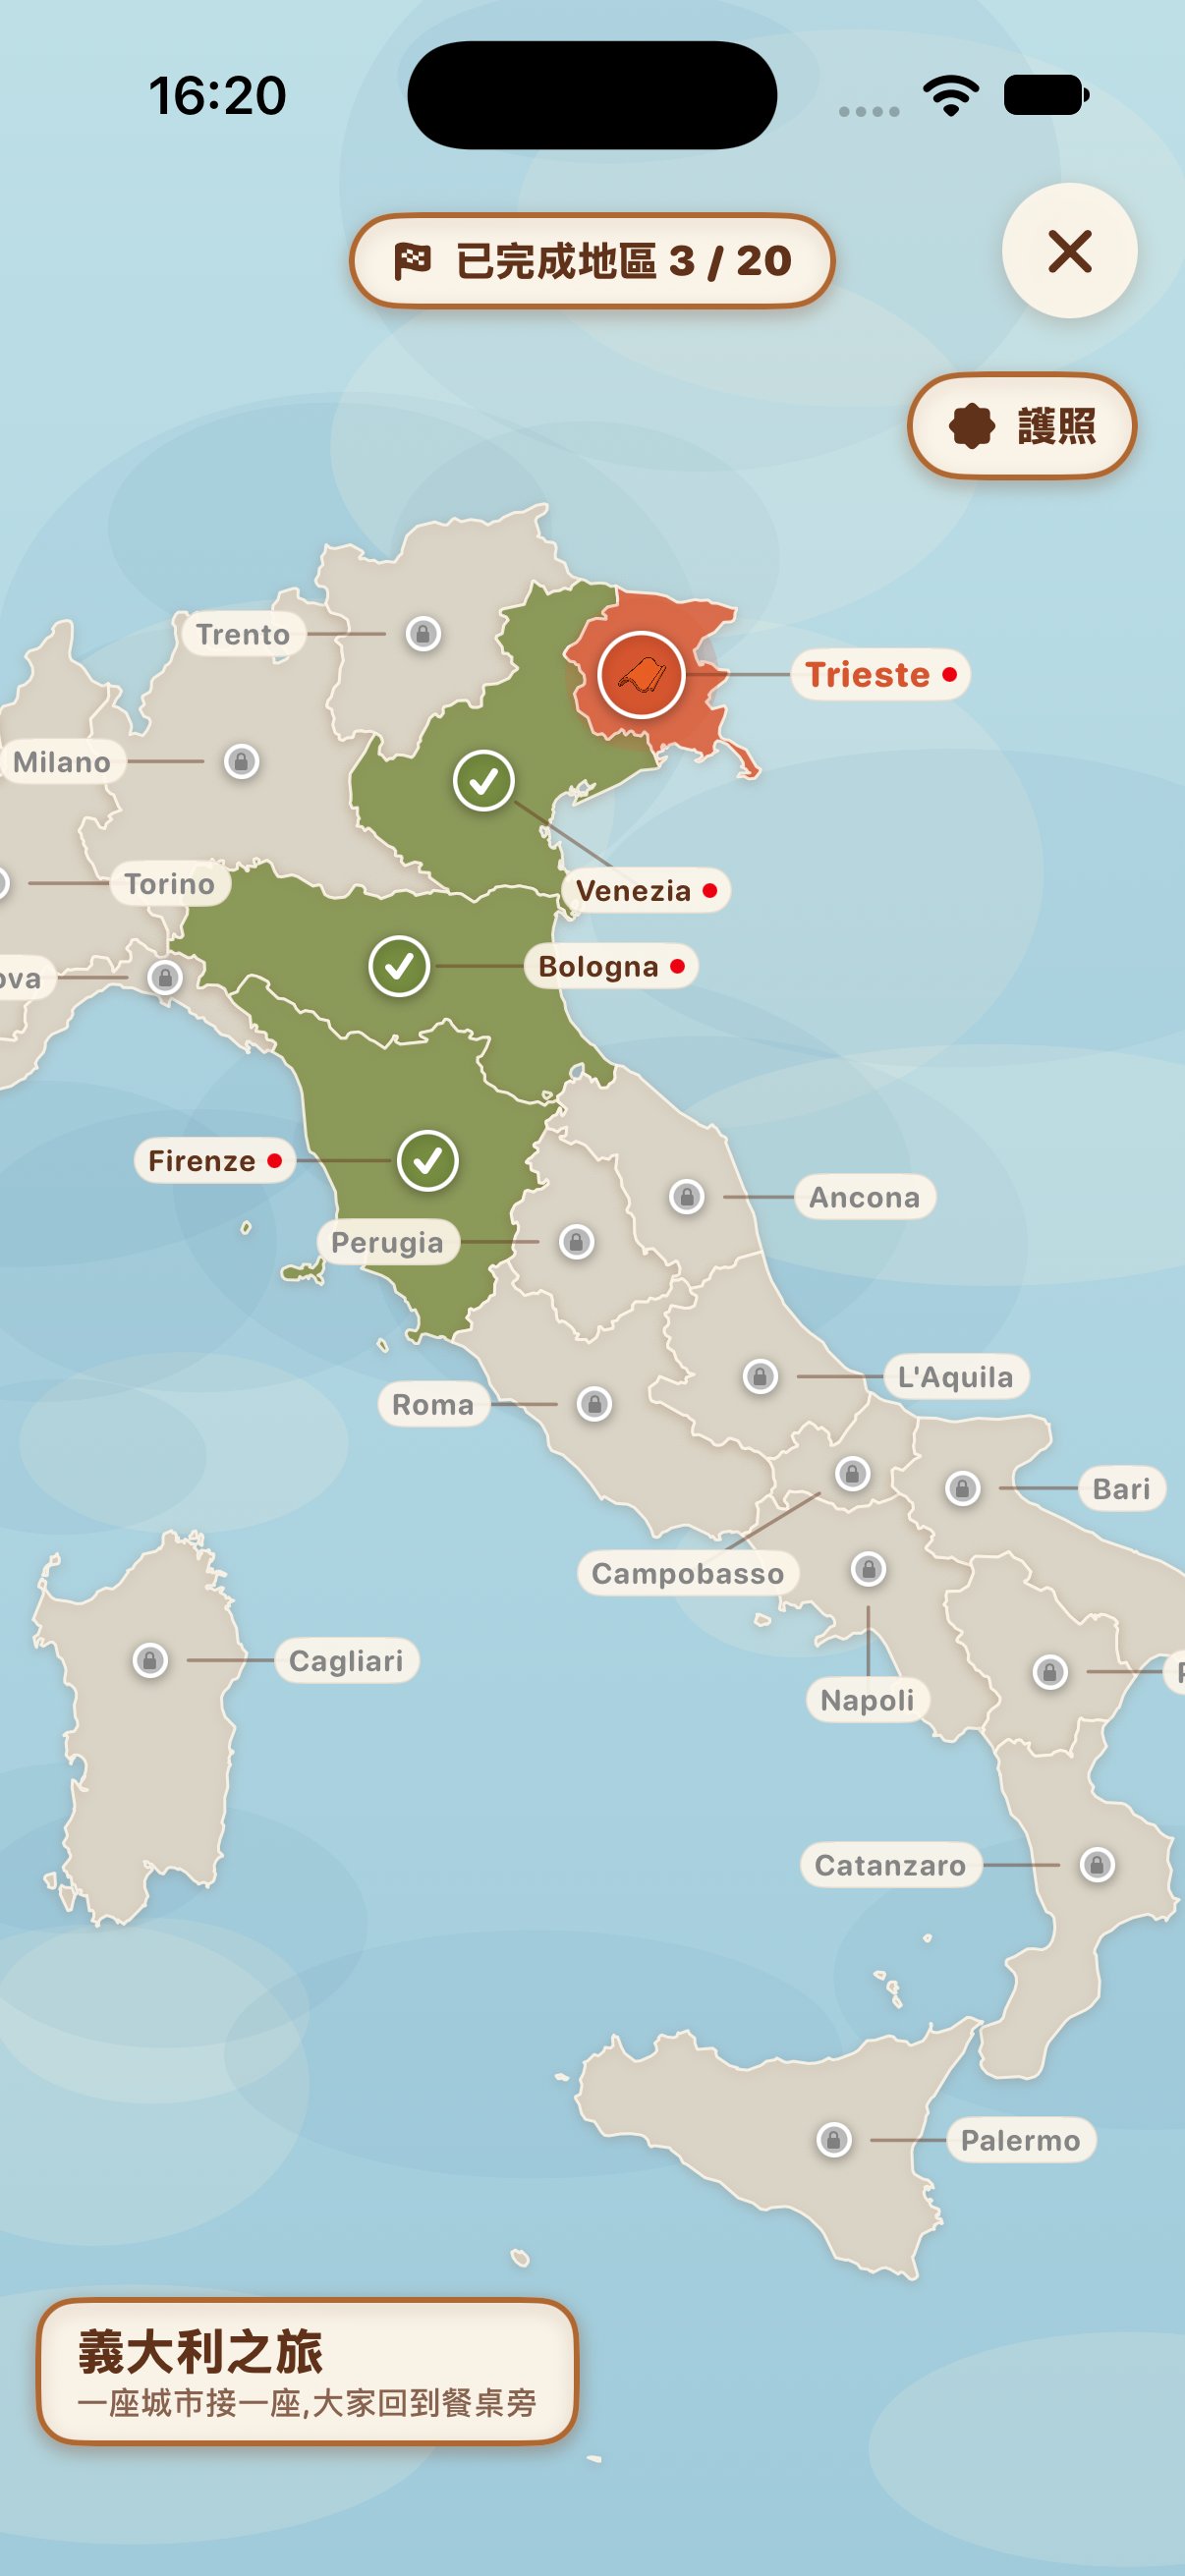 16:20
已完成地區 3 / 20
護照
Trento
Trieste
Milano
Torino
Venezia
Bologna
ova
Firenze
Ancona
Perugia
L'Aquila
Roma
Bari
Campobasso
Cagliari
Napoli
Catanzaro
Palermo
義大利之旅
一座城市接一座,大家回到餐桌旁